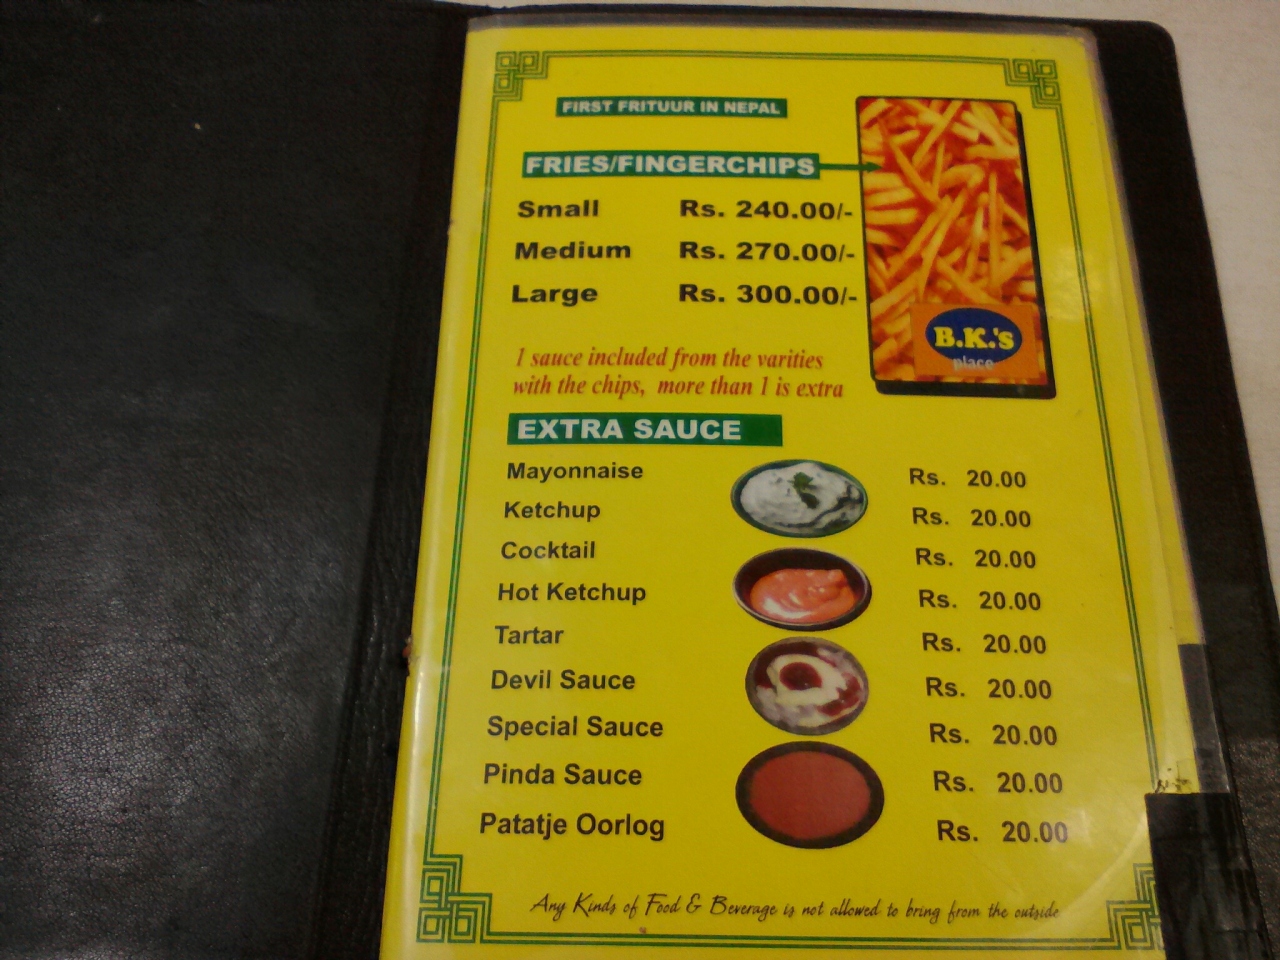 FIRST FRITUUR IN NEPAL
FRIES/FINGERCHIPS
Small Rs. 240.00/-
Medium Rs. 270.00/-
Large Rs. 300.00/-
B.K.'s
place
1 sauce included from the varities
with the chips, more than 1 is extra
EXTRA SAUCE
Mayonnaise Rs. 20.00
Ketchup Rs. 20.00
Cocktail Rs. 20.00
Hot Ketchup Rs. 20.00
Tartar Rs. 20.00
Devil Sauce Rs. 20.00
Special Sauce Rs. 20.00
Pinda Sauce Rs. 20.00
Patatje Oorlog Rs. 20.00
Any Kinds of Food & Beverage is not allowed to bring from the outside